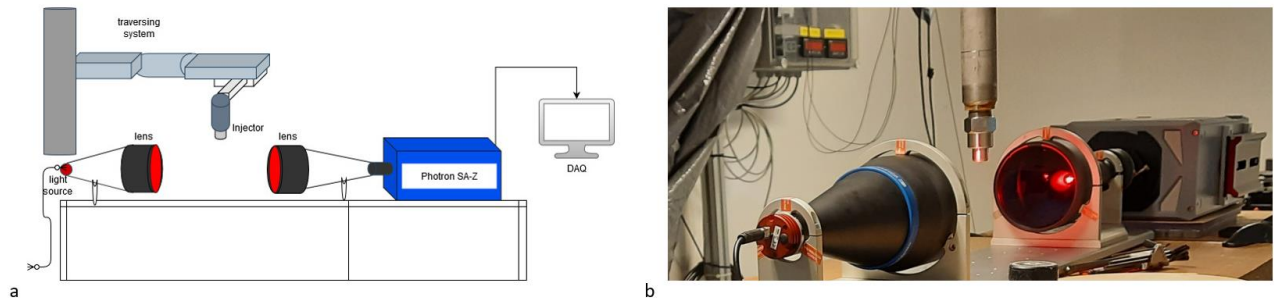 traversing
system
Injector
lens
lens
light
source
Photron SA-Z
DAQ
a
b